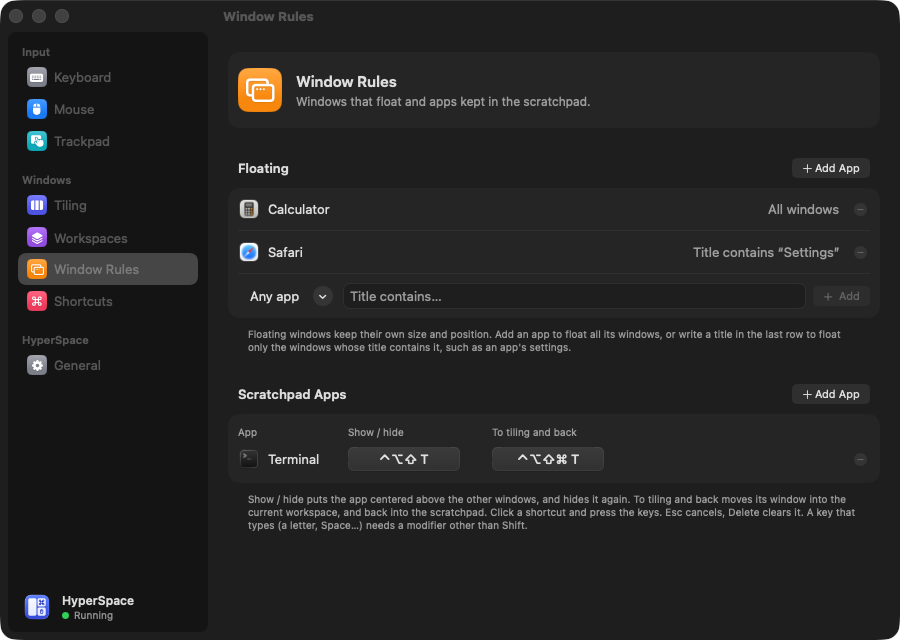 Window Rules
Input
Keyboard
Mouse
Trackpad
Windows
Tiling
Workspaces
Window Rules
Shortcuts
HyperSpace
General
HyperSpace
Running
Window Rules
Windows that float and apps kept in the scratchpad.
Floating
+ Add App
Calculator All windows
Safari Title contains “Settings”
Any app Title contains... + Add
Floating windows keep their own size and position. Add an app to float all its windows, or write a title in the last row to float
only the windows whose title contains it, such as an app's settings.
Scratchpad Apps
+ Add App
App Show / hide To tiling and back
Terminal ⌃⌥⇧ T ⌃⌥⇧⌘ T
Show / hide puts the app centered above the other windows, and hides it again. To tiling and back moves its window into the
current workspace, and back into the scratchpad. Click a shortcut and press the keys. Esc cancels, Delete clears it. A key that
types (a letter, Space...) needs a modifier other than Shift.